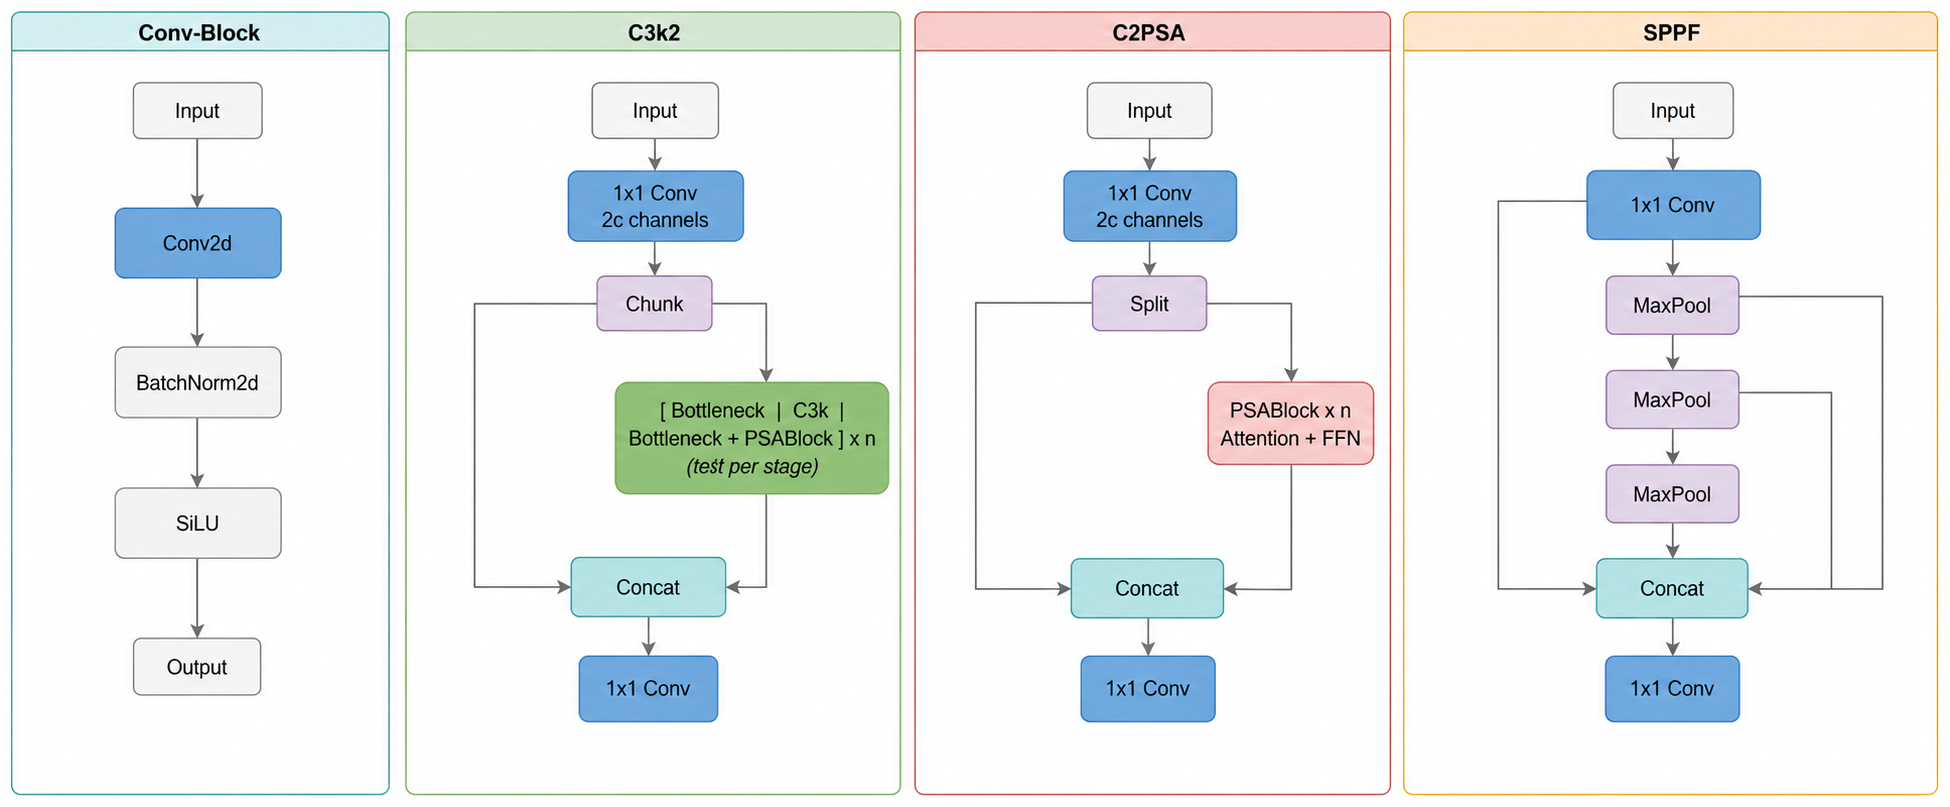 Conv-Block
Input
Conv2d
BatchNorm2d
SiLU
Output
C3k2
Input
1x1 Conv
2c channels
Chunk
[ Bottleneck | C3k |
Bottleneck + PSABlock ] x n
(test per stage)
Concat
1x1 Conv
C2PSA
Input
1x1 Conv
2c channels
Split
PSABlock x n
Attention + FFN
Concat
1x1 Conv
SPPF
Input
1x1 Conv
MaxPool
MaxPool
MaxPool
Concat
1x1 Conv